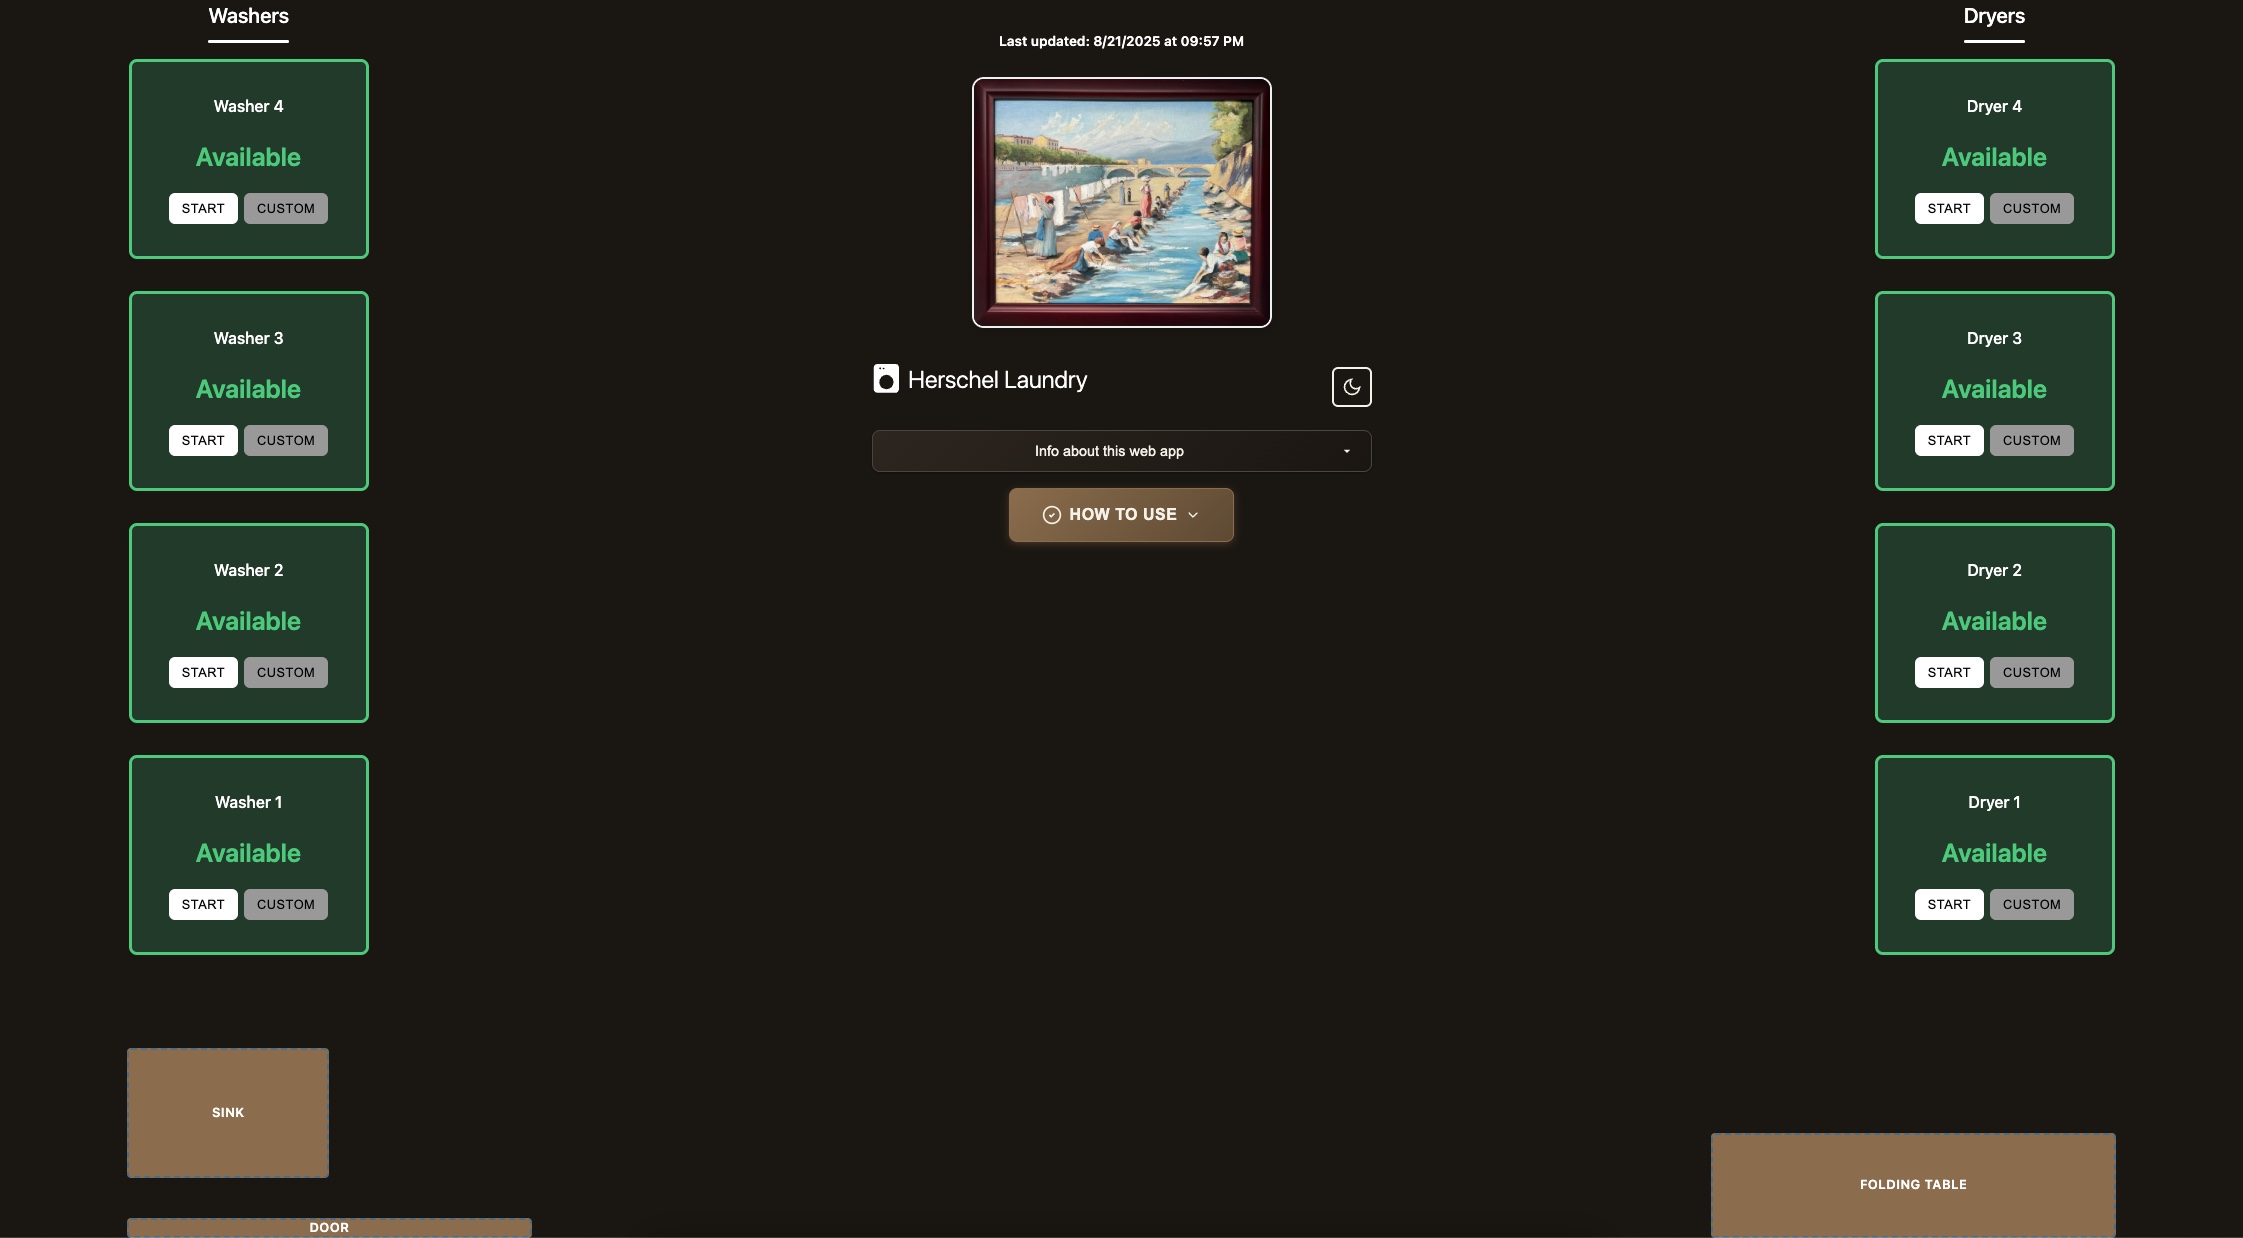 Washers
Washer 4
Available
START CUSTOM
Washer 3
Available
START CUSTOM
Washer 2
Available
START CUSTOM
Washer 1
Available
START CUSTOM
SINK
DOOR
Last updated: 8/21/2025 at 09:57 PM
Herschel Laundry
Info about this web app
HOW TO USE
Dryers
Dryer 4
Available
START CUSTOM
Dryer 3
Available
START CUSTOM
Dryer 2
Available
START CUSTOM
Dryer 1
Available
START CUSTOM
FOLDING TABLE